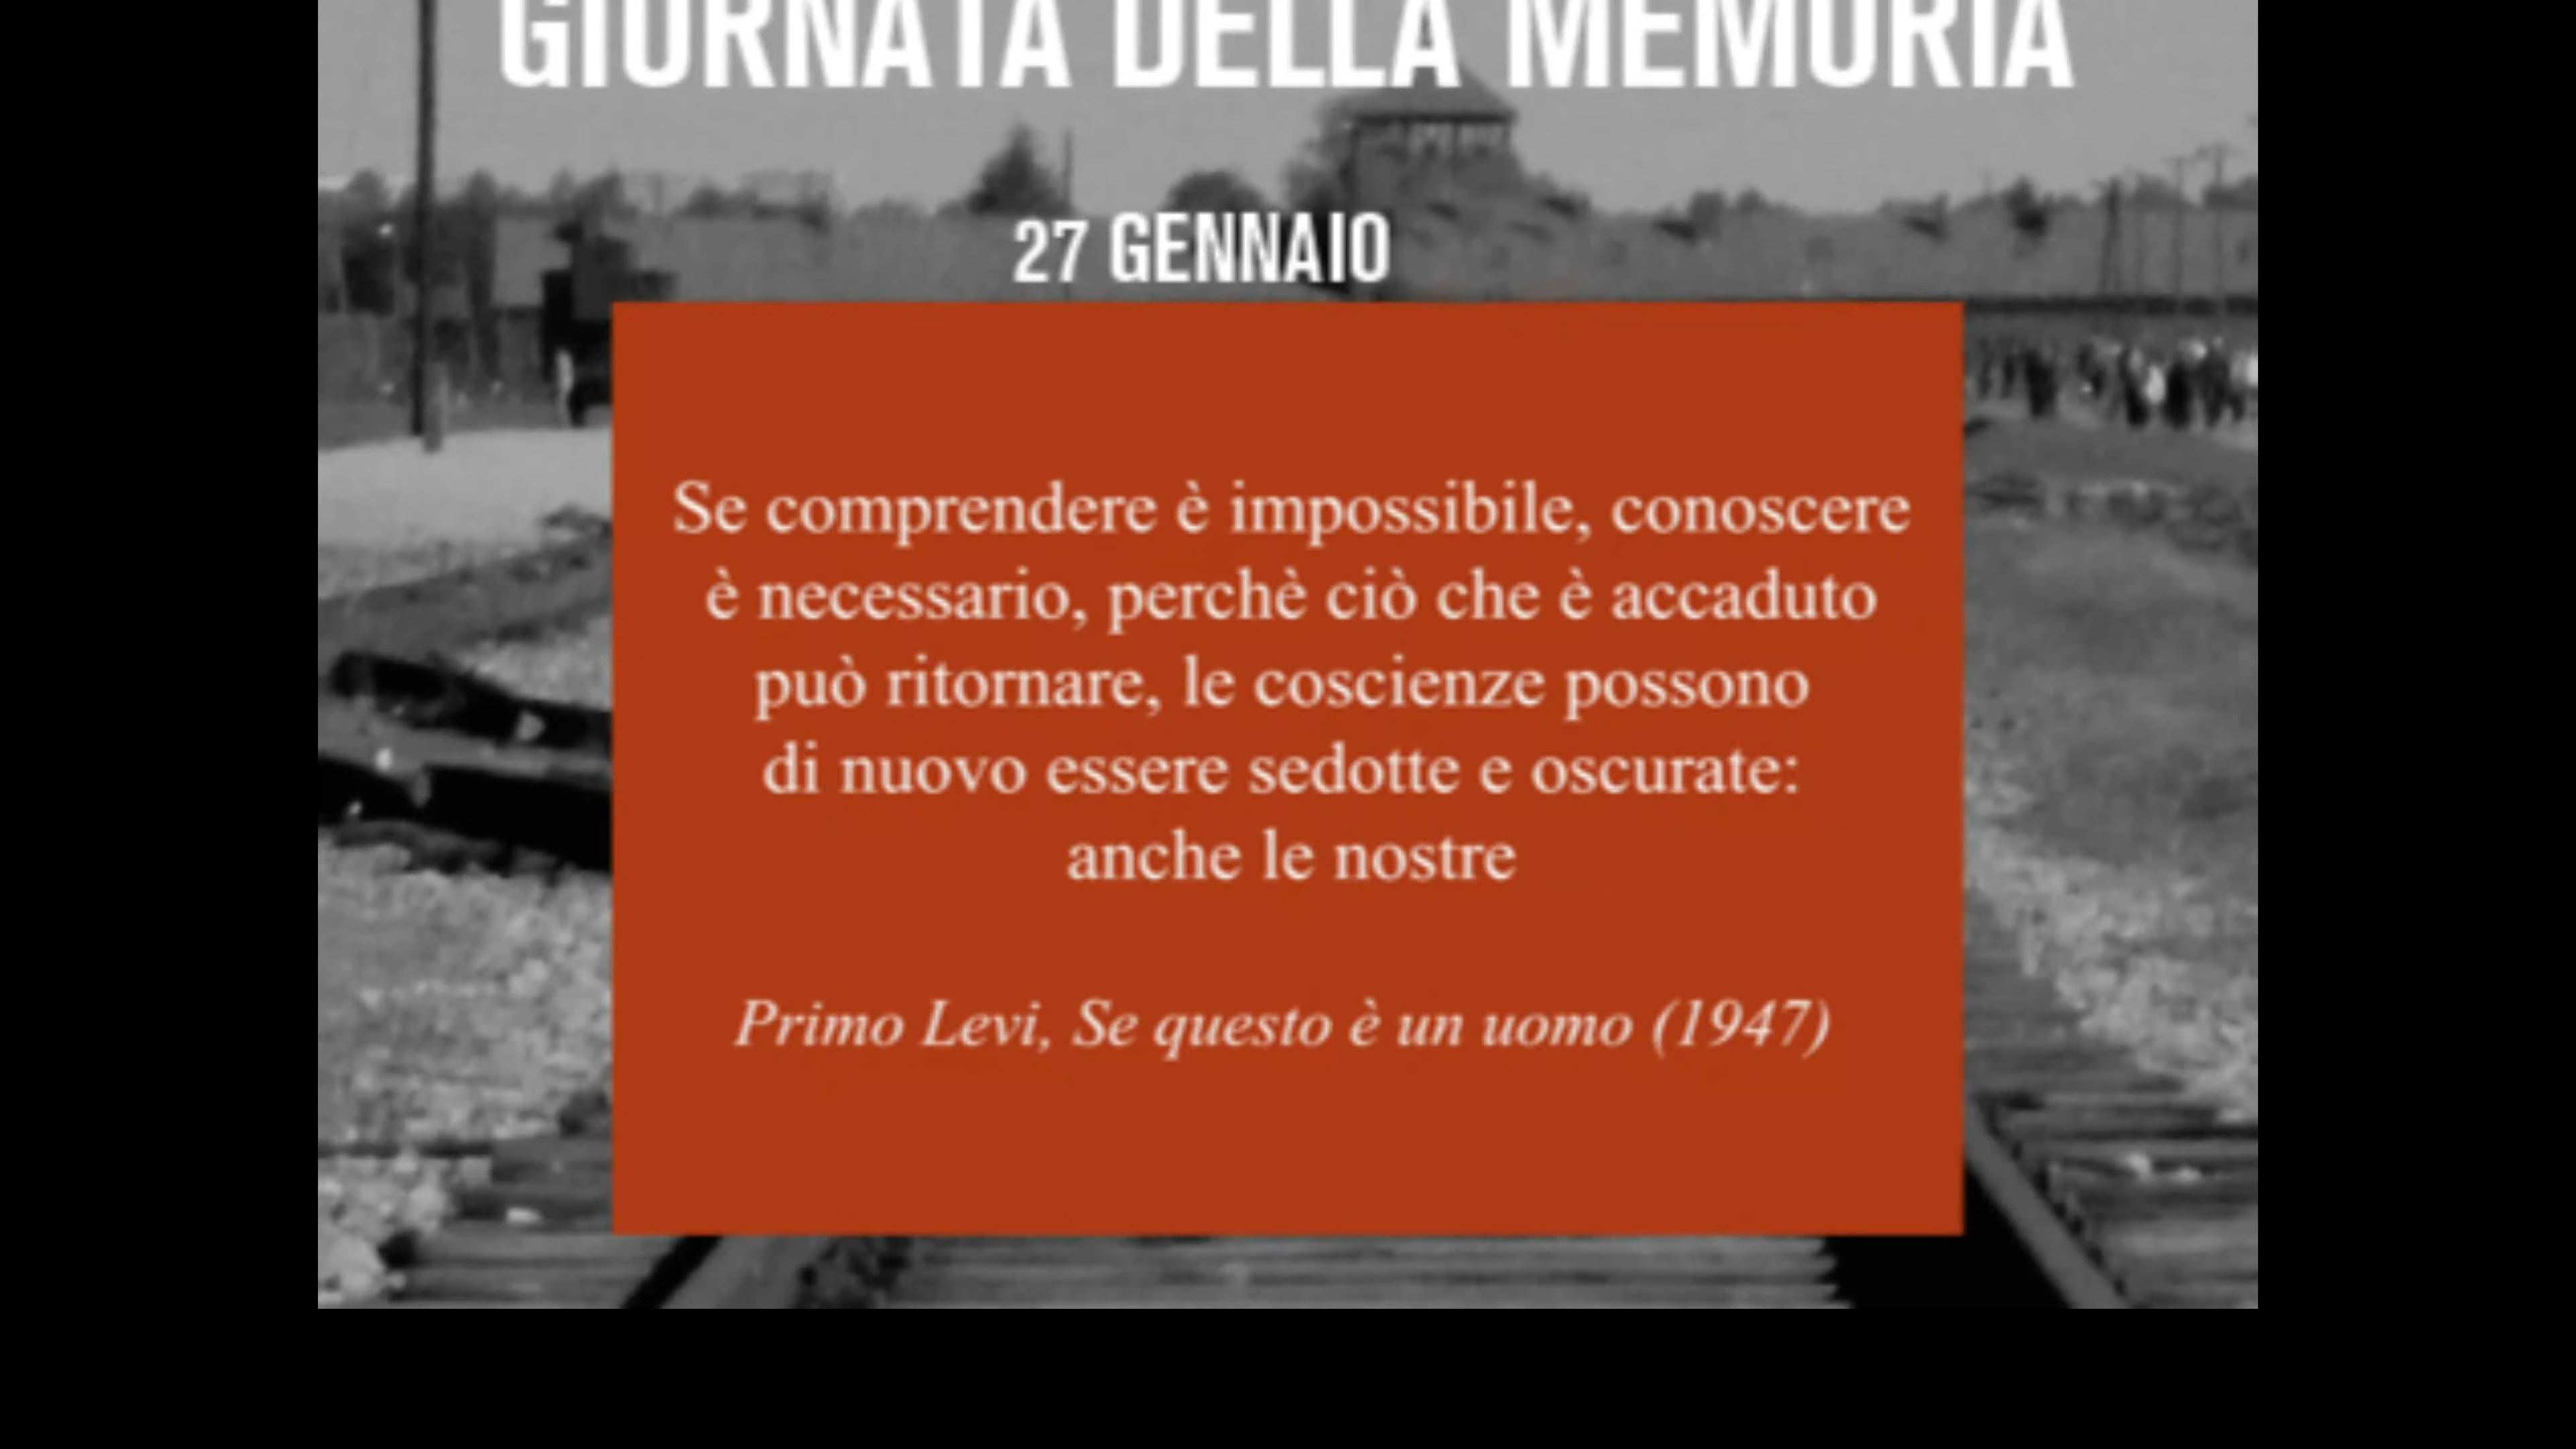 GIORNATA DELLA MEMORIA
27 GENNAIO
Se comprendere è impossibile, conoscere
è necessario, perchè ciò che è accaduto
può ritornare, le coscienze possono
di nuovo essere sedotte e oscurate:
anche le nostre
Primo Levi, Se questo è un uomo (1947)